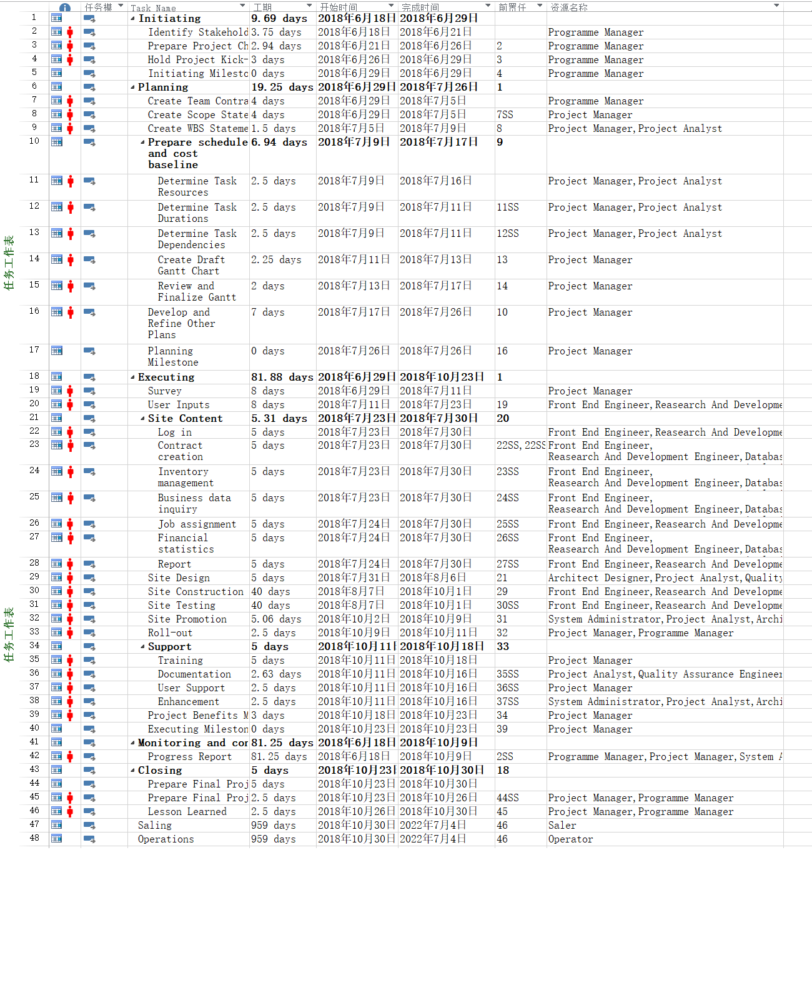 任务模 Task Name 工期 开始时间 完成时间 前置任 资源名称
1 Initiating 9.69 days 2018年6月18日 2018年6月29日
2 Identify Stakehold 3.75 days 2018年6月18日 2018年6月21日 Programme Manager
3 Prepare Project Ch 2.94 days 2018年6月21日 2018年6月26日 2 Programme Manager
4 Hold Project Kick- 3 days 2018年6月26日 2018年6月29日 3 Programme Manager
5 Initiating Milesto 0 days 2018年6月29日 2018年6月29日 4 Programme Manager
6 Planning 19.25 days 2018年6月29日 2018年7月26日 1
7 Create Team Contra 4 days 2018年6月29日 2018年7月5日 Programme Manager
8 Create Scope State 4 days 2018年6月29日 2018年7月5日 7SS Project Manager
9 Create WBS Stateme 1.5 days 2018年7月5日 2018年7月9日 8 Project Manager,Project Analyst
10 Prepare schedule 6.94 days 2018年7月9日 2018年7月17日 9
and cost
baseline
11 Determine Task 2.5 days 2018年7月9日 2018年7月16日 Project Manager,Project Analyst
Resources
12 Determine Task 2.5 days 2018年7月9日 2018年7月11日 11SS Project Manager,Project Analyst
Durations
13 Determine Task 2.5 days 2018年7月9日 2018年7月11日 12SS Project Manager,Project Analyst
Dependencies
任务工作表
14 Create Draft 2.25 days 2018年7月11日 2018年7月13日 13 Project Manager
Gantt Chart
15 Review and 2 days 2018年7月13日 2018年7月17日 14 Project Manager
Finalize Gantt
16 Develop and 7 days 2018年7月17日 2018年7月26日 10 Project Manager
Refine Other
Plans
17 Planning 0 days 2018年7月26日 2018年7月26日 16 Project Manager
Milestone
18 Executing 81.88 days 2018年6月29日 2018年10月23日 1
19 Survey 8 days 2018年6月29日 2018年7月11日 Project Manager
20 User Inputs 8 days 2018年7月11日 2018年7月23日 19 Front End Engineer,Reasearch And Developme
21 Site Content 5.31 days 2018年7月23日 2018年7月30日 20
22 Log in 5 days 2018年7月23日 2018年7月30日 Front End Engineer,Reasearch And Developme
23 Contract 5 days 2018年7月23日 2018年7月30日 22SS,22SS Front End Engineer,
creation Reasearch And Development Engineer,Databas
24 Inventory 5 days 2018年7月23日 2018年7月30日 23SS Front End Engineer,
management Reasearch And Development Engineer,Databas
25 Business data 5 days 2018年7月23日 2018年7月30日 24SS Front End Engineer,
inquiry Reasearch And Development Engineer,Databas
26 Job assignment 5 days 2018年7月24日 2018年7月30日 25SS Front End Engineer,Reasearch And Developme
27 Financial 5 days 2018年7月24日 2018年7月30日 26SS Front End Engineer,
statistics Reasearch And Development Engineer,Databas
28 Report 5 days 2018年7月24日 2018年7月30日 27SS Front End Engineer,Reasearch And Developme
29 Site Design 5 days 2018年7月31日 2018年8月6日 21 Architect Designer,Project Analyst,Quality
30 Site Construction 40 days 2018年8月7日 2018年10月1日 29 Front End Engineer,Reasearch And Developme
31 Site Testing 40 days 2018年8月7日 2018年10月1日 30SS Front End Engineer,Reasearch And Developme
32 Site Promotion 5.06 days 2018年10月2日 2018年10月9日 31 System Administrator,Project Analyst,Archi
33 Roll-out 2.5 days 2018年10月9日 2018年10月11日 32 Project Manager,Programme Manager
任务工作表
34 Support 5 days 2018年10月11日 2018年10月18日 33
35 Training 5 days 2018年10月11日 2018年10月18日 Project Manager
36 Documentation 2.63 days 2018年10月11日 2018年10月16日 35SS Project Analyst,Quality Assurance Engineer
37 User Support 2.5 days 2018年10月11日 2018年10月16日 36SS Project Manager
38 Enhancement 2.5 days 2018年10月11日 2018年10月16日 37SS System Administrator,Project Analyst,Archi
39 Project Benefits M 3 days 2018年10月18日 2018年10月23日 34 Project Manager
40 Executing Mileston 0 days 2018年10月23日 2018年10月23日 39 Project Manager
41 Monitoring and con 81.25 days 2018年6月18日 2018年10月9日
42 Progress Report 81.25 days 2018年6月18日 2018年10月9日 2SS Programme Manager,Project Manager,System A
43 Closing 5 days 2018年10月23日 2018年10月30日 18
44 Prepare Final Proj 5 days 2018年10月23日 2018年10月30日
45 Prepare Final Proj 2.5 days 2018年10月23日 2018年10月26日 44SS Project Manager,Programme Manager
46 Lesson Learned 2.5 days 2018年10月26日 2018年10月30日 45 Project Manager,Programme Manager
47 Saling 959 days 2018年10月30日 2022年7月4日 46 Saler
48 Operations 959 days 2018年10月30日 2022年7月4日 46 Operator